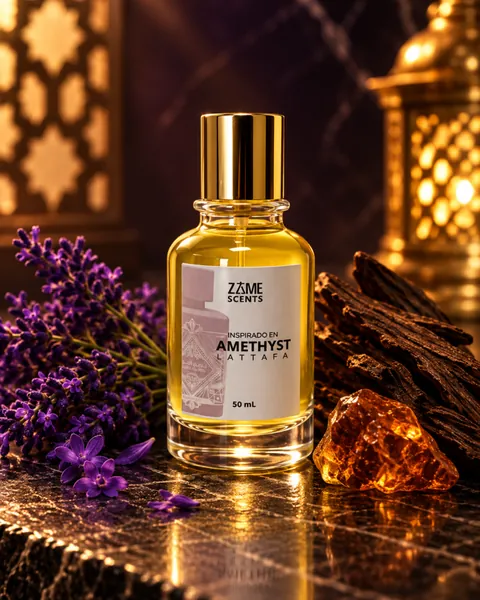 ZAME
SCENTS
INSPIRADO EN
AMETHYST
LATTAFA
50 mL